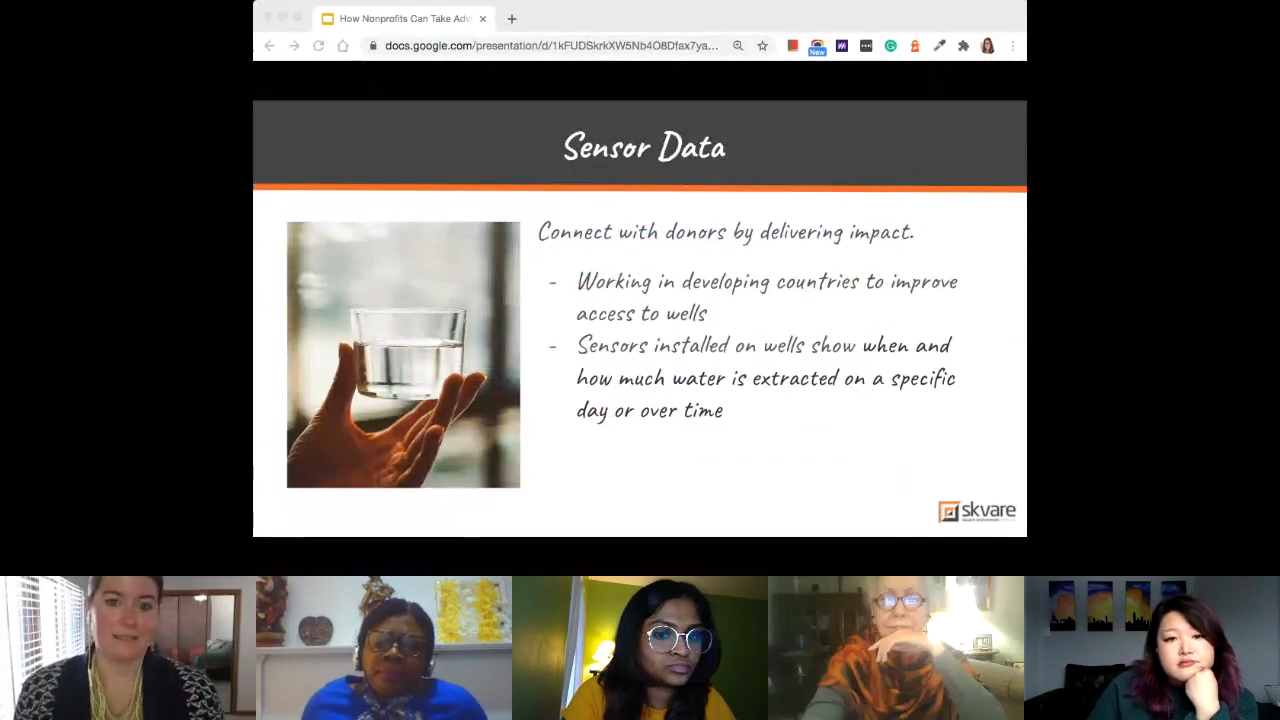 How Nonprofits Can Take Adv
docs.google.com/presentation/d/1kFUDSkrkXW5Nb4O8Dfax7ya...
New
Sensor Data
Connect with donors by delivering impact.
- Working in developing countries to improve
access to wells
- Sensors installed on wells show when and
how much water is extracted on a specific
day or over time
skvare